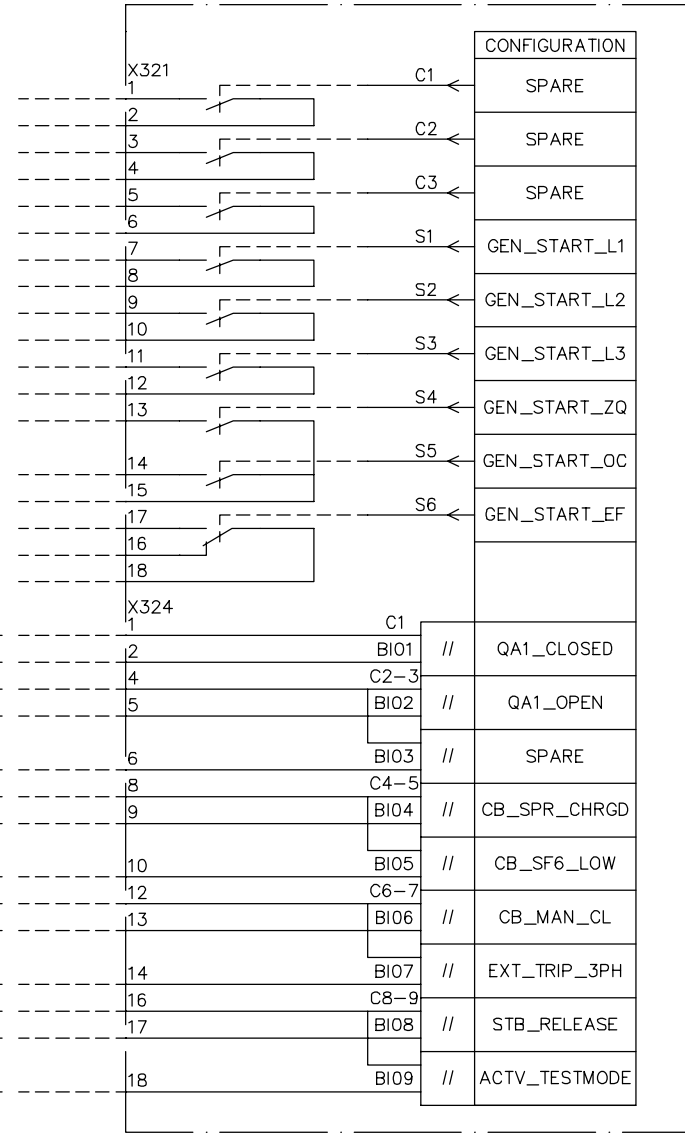 CONFIGURATION
X321
1 C1 SPARE
2
3 C2 SPARE
4
5 C3 SPARE
6
7 S1 GEN_START_L1
8
9 S2 GEN_START_L2
10
11 S3 GEN_START_L3
12
13 S4 GEN_START_ZQ
14 S5 GEN_START_OC
15
17 S6 GEN_START_EF
16
18
X324
1 C1
2 BI01 // QA1_CLOSED
4 C2-3
5 BI02 // QA1_OPEN
6 BI03 // SPARE
8 C4-5
9 BI04 // CB_SPR_CHRGD
10 BI05 // CB_SF6_LOW
12 C6-7
13 BI06 // CB_MAN_CL
14 BI07 // EXT_TRIP_3PH
16 C8-9
17 BI08 // STB_RELEASE
18 BI09 // ACTV_TESTMODE